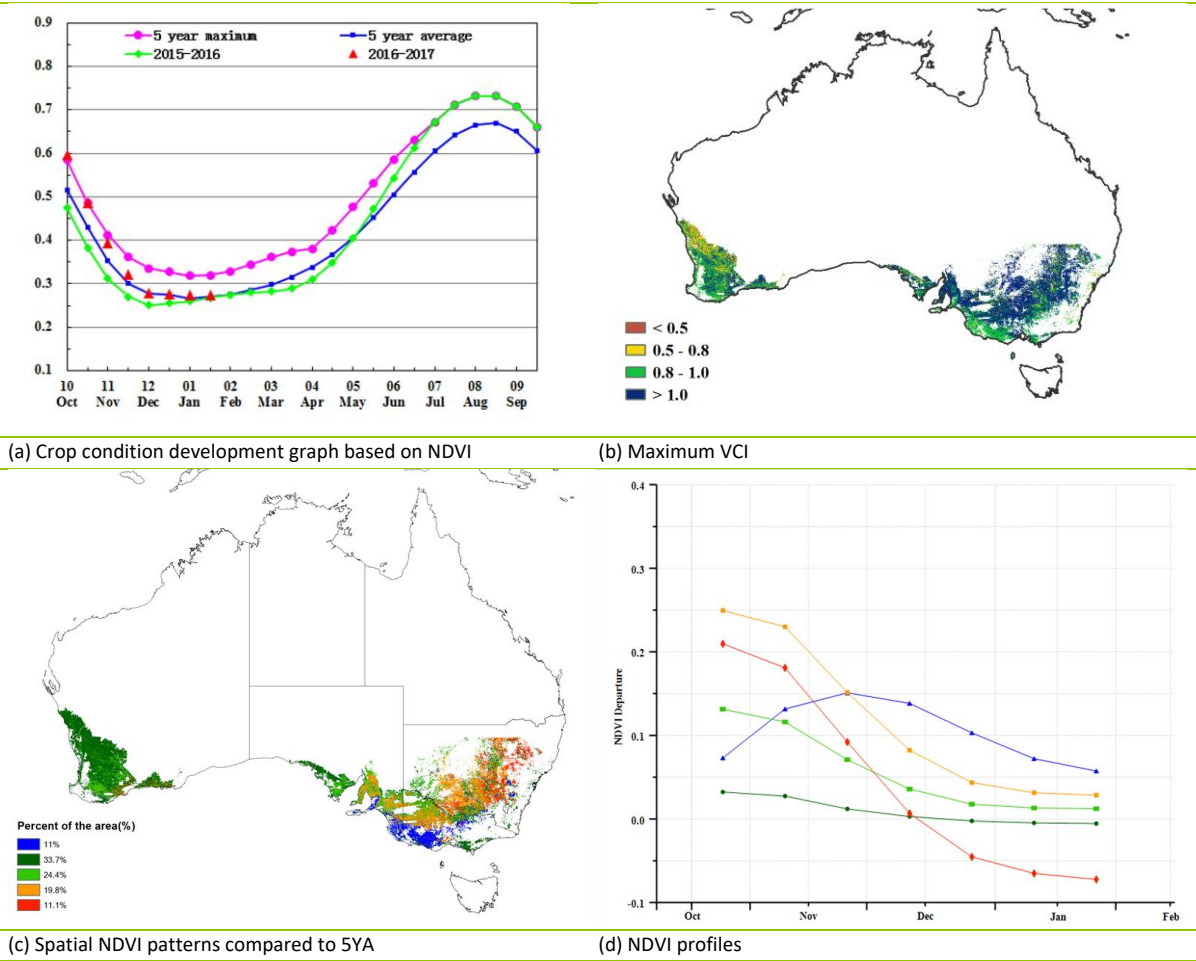 0.9
0.8
0.7
0.6
0.5
0.4
0.3
0.2
0.1
5 year maximum
5 year average
2015-2016
2016-2017
10 11 12 01 02 03 04 05 06 07 08 09
Oct Nov Dec Jan Feb Mar Apr May Jun Jul Aug Sep
< 0.5
0.5 - 0.8
0.8 - 1.0
> 1.0
(a) Crop condition development graph based on NDVI
(b) Maximum VCI
Percent of the area(%)
11%
33.7%
24.4%
19.8%
11.1%
0.4
0.3
0.2
0.1
0.0
-0.1
NDVI Departure
Oct Nov Dec Jan Feb
(c) Spatial NDVI patterns compared to 5YA
(d) NDVI profiles